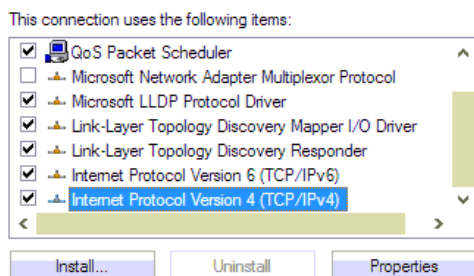 This connection uses the following items:
QoS Packet Scheduler
Microsoft Network Adapter Multiplexor Protocol
Microsoft LLDP Protocol Driver
Link-Layer Topology Discovery Mapper I/O Driver
Link-Layer Topology Discovery Responder
Internet Protocol Version 6 (TCP/IPv6)
Internet Protocol Version 4 (TCP/IPv4)
Install... Uninstall Properties